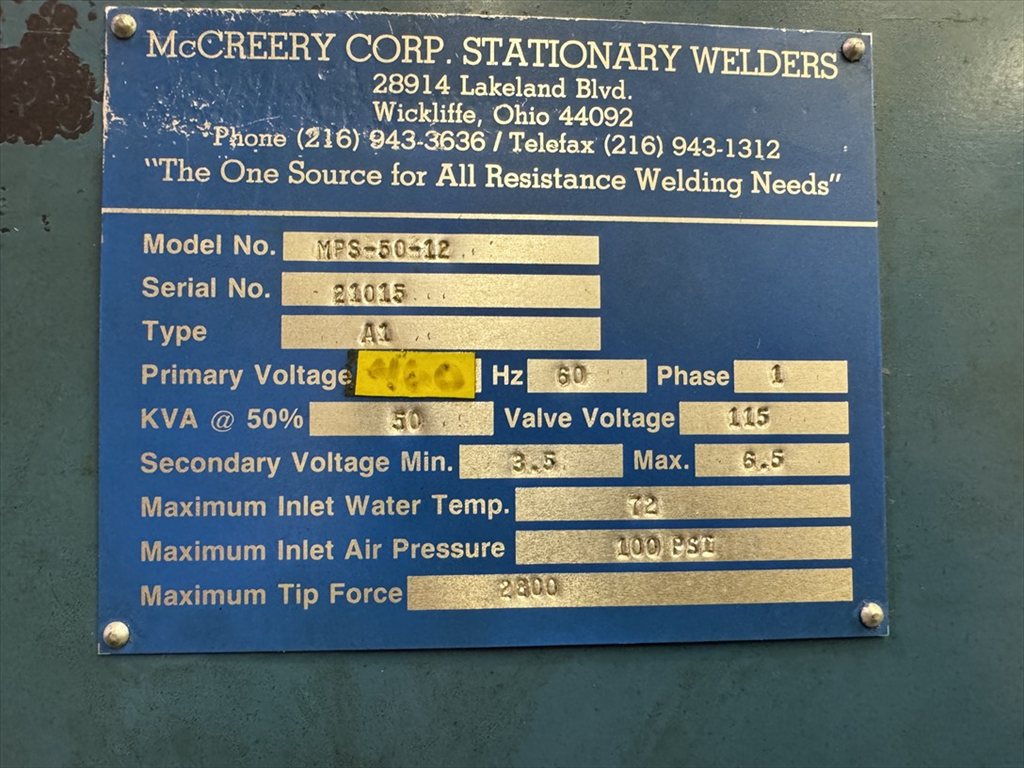 McCREERY CORP. STATIONARY WELDERS
28914 Lakeland Blvd.
Wickliffe, Ohio 44092
Phone (216) 943-3636 / Telefax (216) 943-1312
"The One Source for All Resistance Welding Needs"
Model No. MPS-50-12
Serial No. 21015
Type A1
Primary Voltage 460 Hz 60 Phase 1
KVA @ 50% 50 Valve Voltage 115
Secondary Voltage Min. 3.5 Max. 6.5
Maximum Inlet Water Temp. 72
Maximum Inlet Air Pressure 100 PSI
Maximum Tip Force 2800